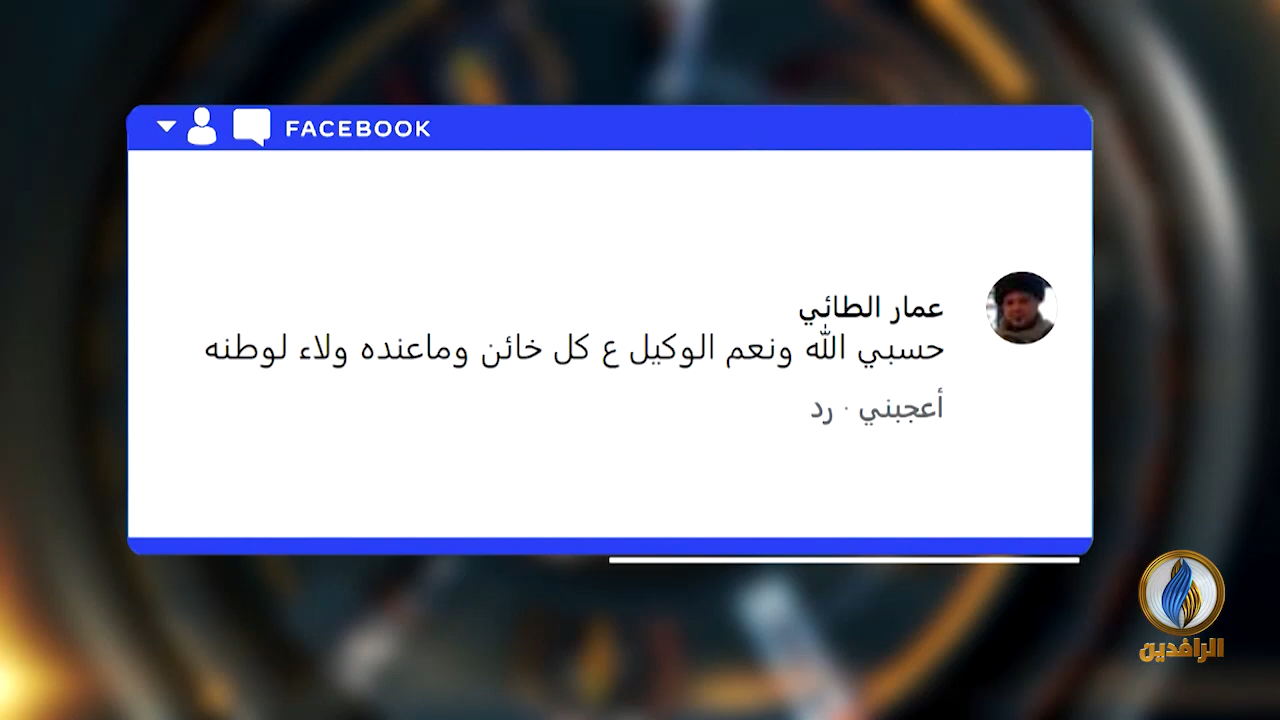 FACEBOOK
عمار الطائي
حسبي الله ونعم الوكيل ع كل خائن وماعنده ولاء لوطنه
أعجبني · رد
الرافدين